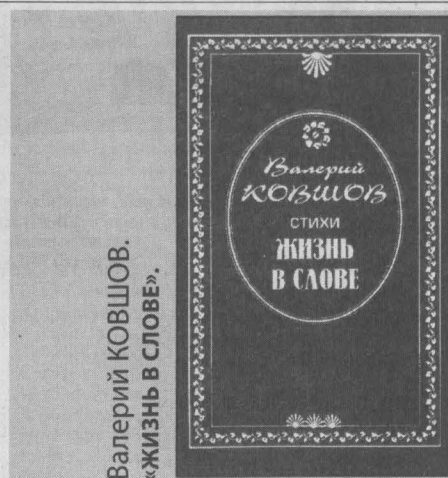 Валерий КОВШОВ.
«ЖИЗНЬ В СЛОВЕ».
Валерий
КОВШОВ
СТИХИ
ЖИЗНЬ
В СЛОВЕ